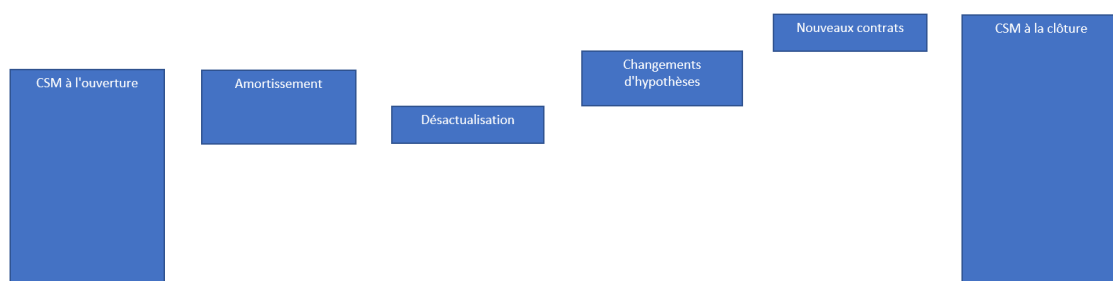 CSM à l'ouverture
Amortissement
Désactualisation
Changements
d'hypothèses
Nouveaux contrats
CSM à la clôture